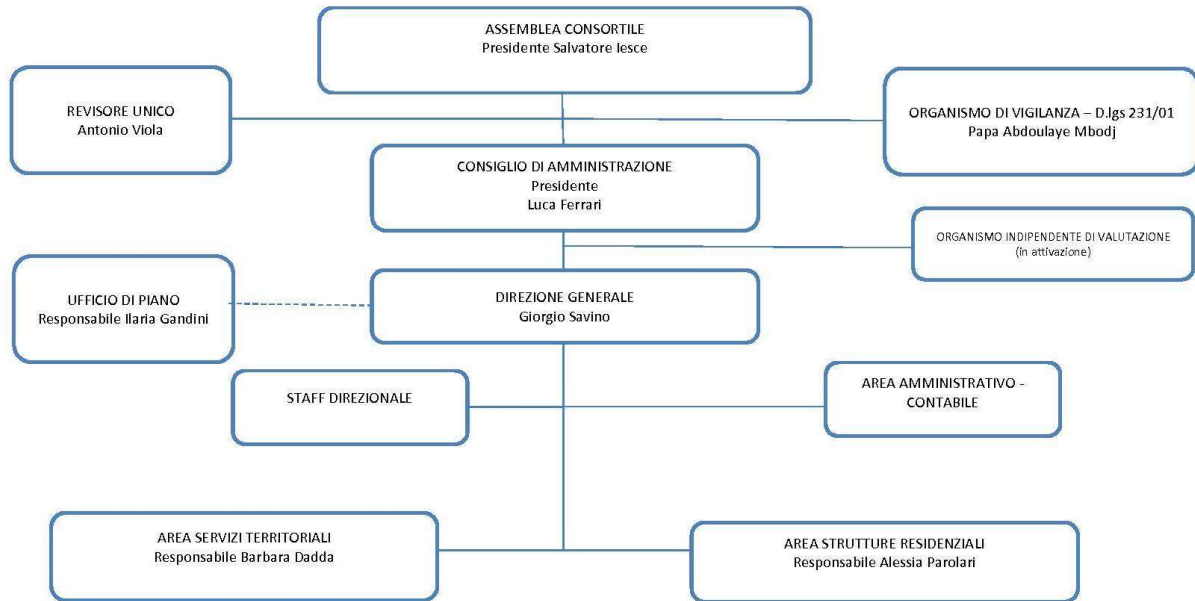 ASSEMBLEA CONSORTILE
Presidente Salvatore Iesce
REVISORE UNICO
Antonio Viola
ORGANISMO DI VIGILANZA – D.lgs 231/01
Papa Abdoulaye Mbodj
CONSIGLIO DI AMMINISTRAZIONE
Presidente
Luca Ferrari
ORGANISMO INDIPENDENTE DI VALUTAZIONE
(in attivazione)
UFFICIO DI PIANO
Responsabile Ilaria Gandini
DIREZIONE GENERALE
Giorgio Savino
STAFF DIREZIONALE
AREA AMMINISTRATIVO -
CONTABILE
AREA SERVIZI TERRITORIALI
Responsabile Barbara Dadda
AREA STRUTTURE RESIDENZIALI
Responsabile Alessia Parolari